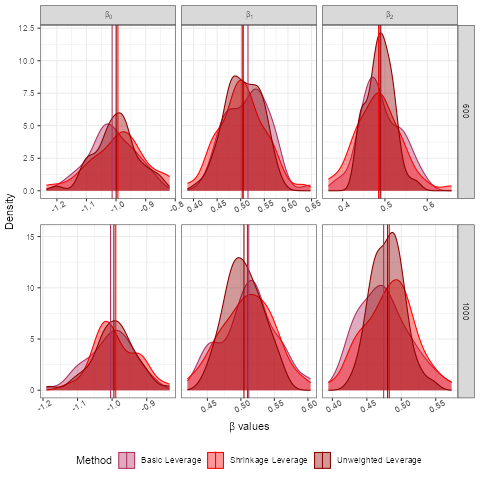 β₀ β₁ β₂
12.5
10.0
7.5
5.0
2.5
0.0
600
-1.2 -1.1 -1.0 -0.9 -0.8 0.40 0.45 0.50 0.55 0.60 0.65 0.4 0.5 0.6
Density
15
10
5
0
1000
-1.2 -1.1 -1.0 -0.9 0.45 0.50 0.55 0.60 0.40 0.45 0.50 0.55
β values
Method Basic Leverage Shrinkage Leverage Unweighted Leverage